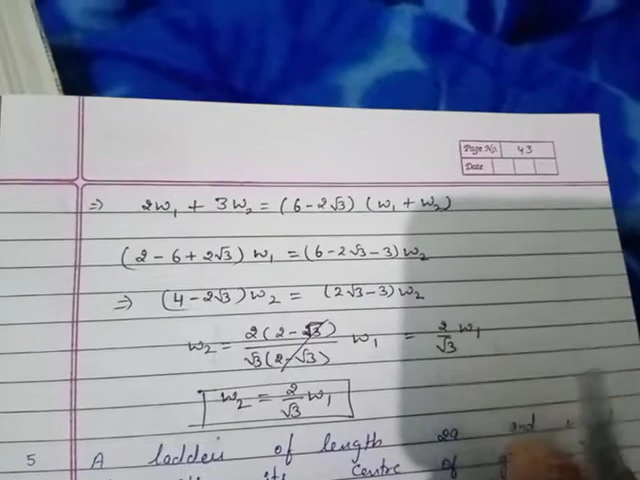 Page No. 43
Date
⇒ 2w₁ + 3w₂ = (6-2√3) (w₁ + w₂)
(2-6+2√3) w₁ = (6-2√3-3) w₂
⇒ (4-2√3) w₂ = (2√3-3) w₂
w₂ = 2(2-√3) / √3(2-√3) w₁ = 2/√3 w₁
w₂ = 2/√3 w₁
5 A ladder of length 2a and
its centre of